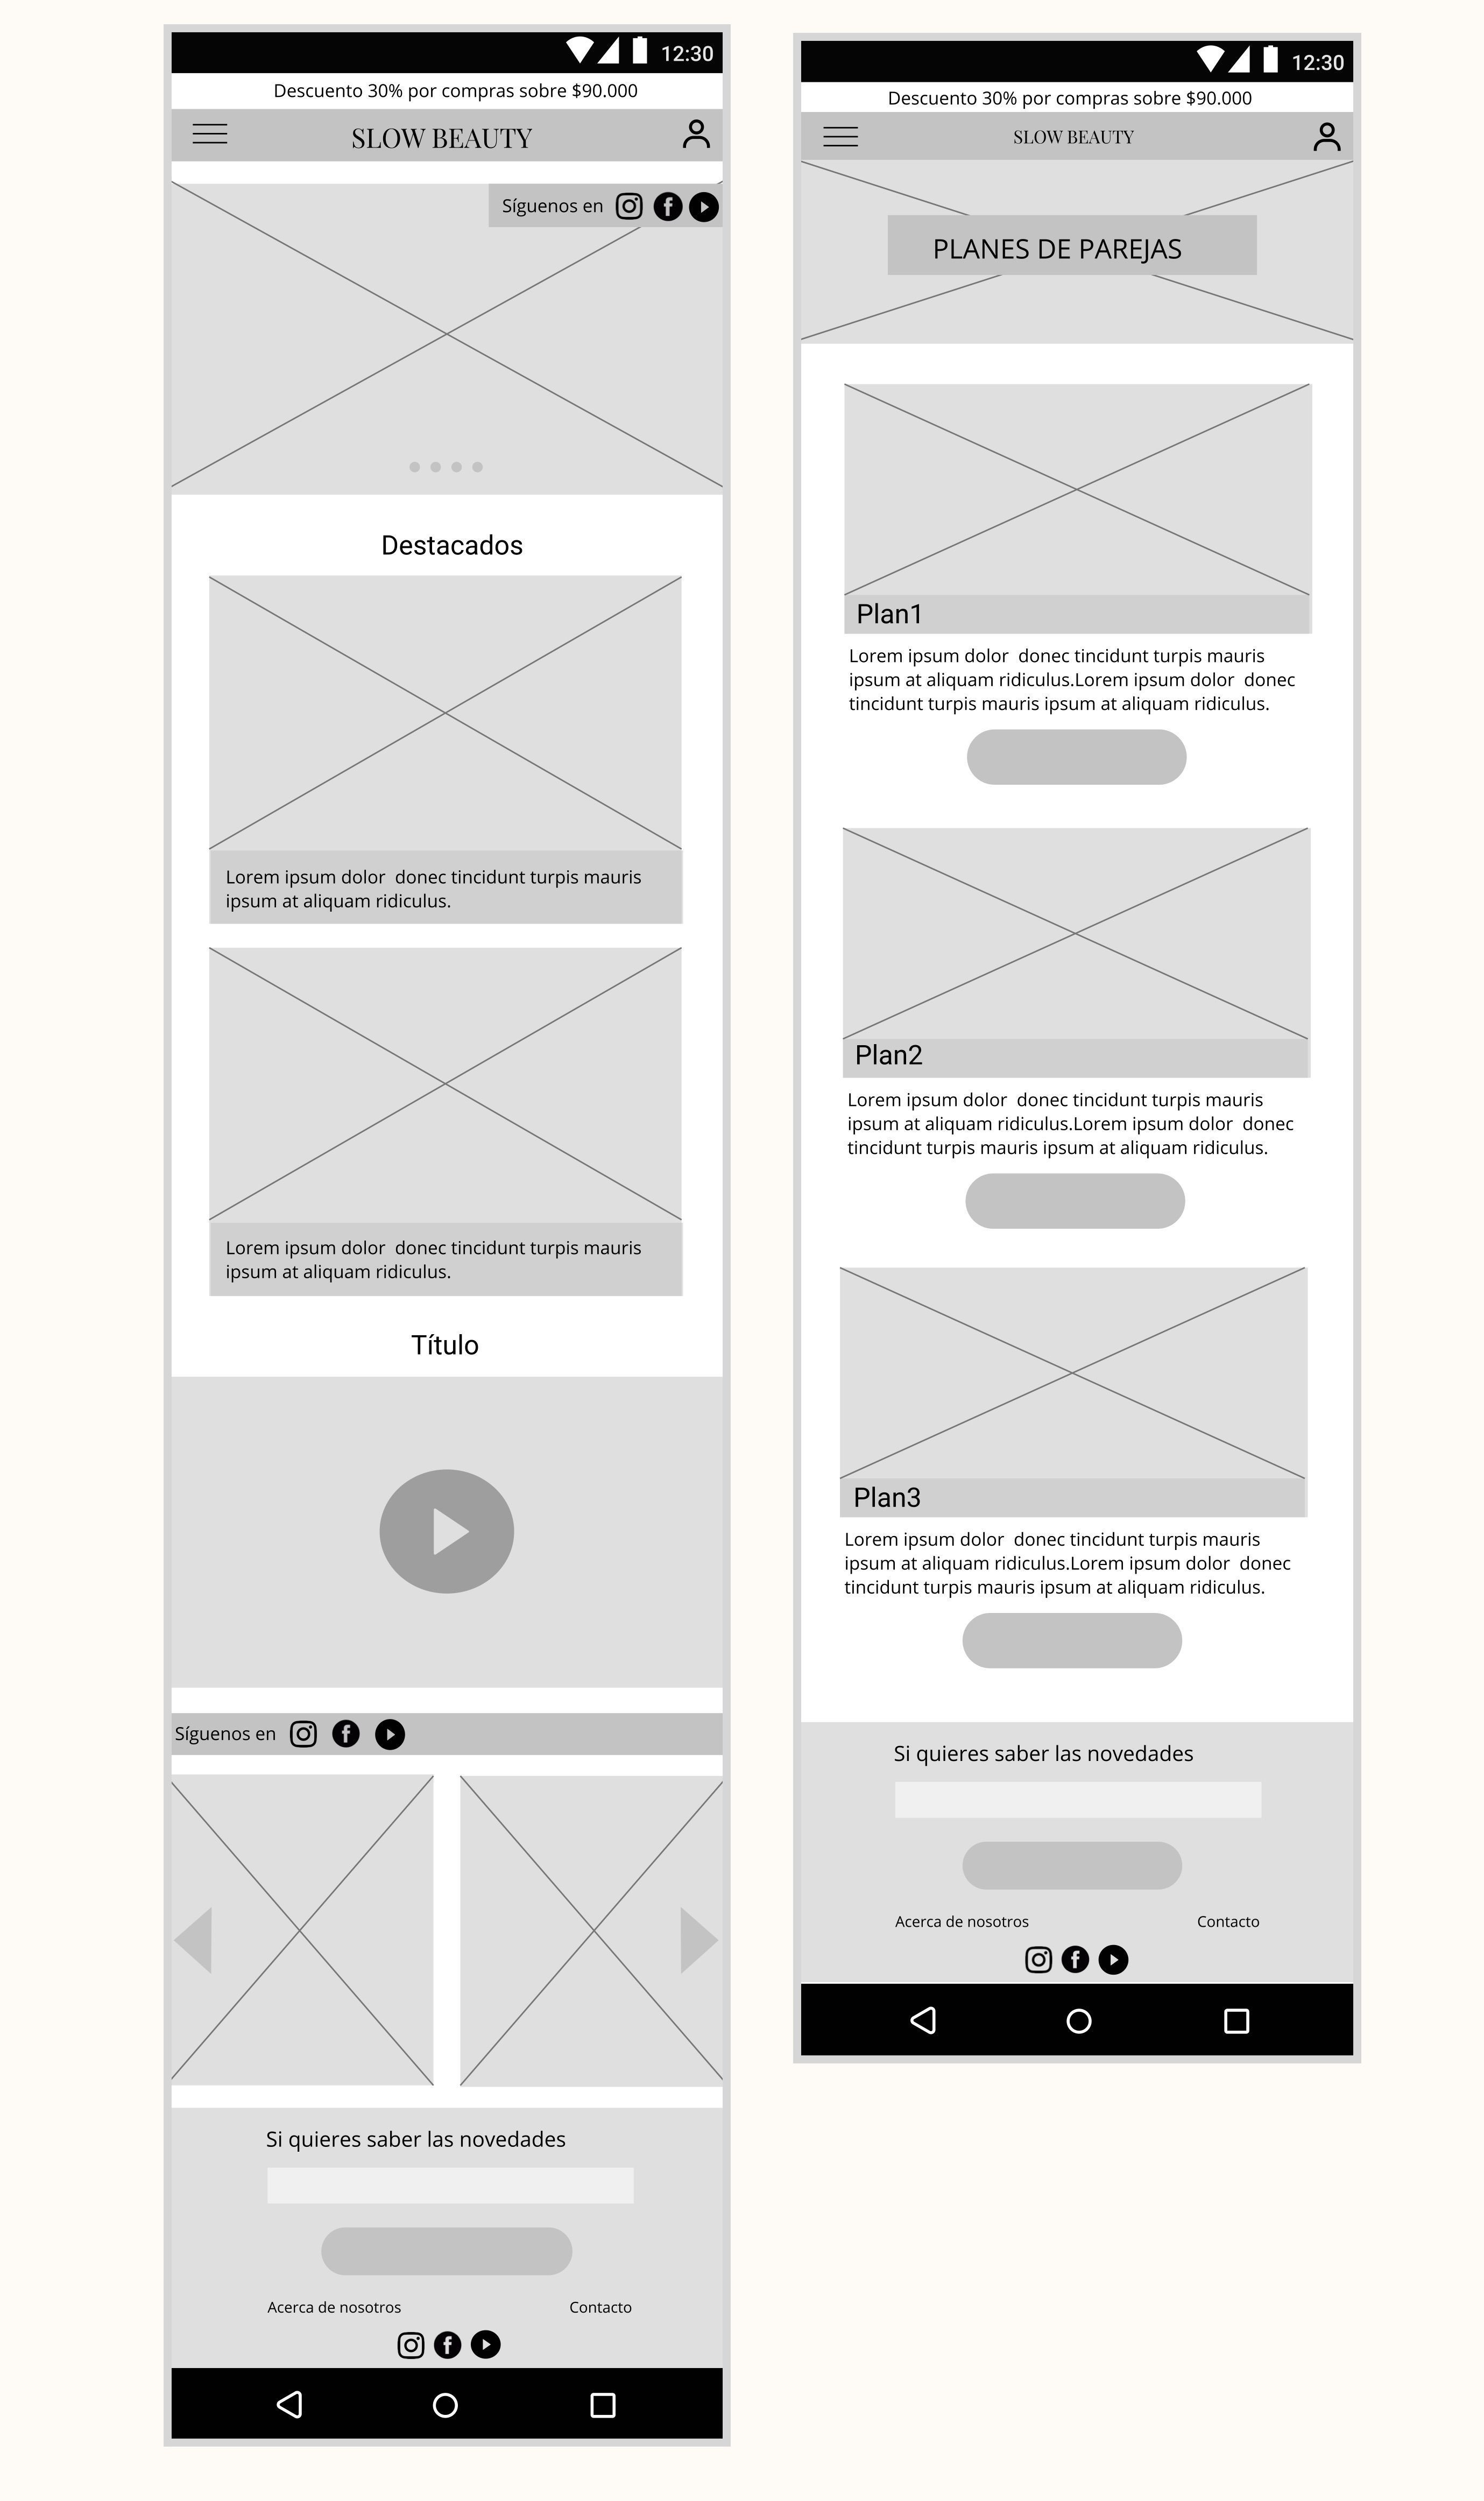 12:30
Descuento 30% por compras sobre $90.000
SLOW BEAUTY
Síguenos en
Destacados
Lorem ipsum dolor  donec tincidunt turpis mauris
ipsum at aliquam ridiculus.
Lorem ipsum dolor  donec tincidunt turpis mauris
ipsum at aliquam ridiculus.
Título
Síguenos en
Si quieres saber las novedades
Acerca de nosotros
Contacto
12:30
Descuento 30% por compras sobre $90.000
SLOW BEAUTY
PLANES DE PAREJAS
Plan1
Lorem ipsum dolor  donec tincidunt turpis mauris
ipsum at aliquam ridiculus.Lorem ipsum dolor  donec
tincidunt turpis mauris ipsum at aliquam ridiculus.
Plan2
Lorem ipsum dolor  donec tincidunt turpis mauris
ipsum at aliquam ridiculus.Lorem ipsum dolor  donec
tincidunt turpis mauris ipsum at aliquam ridiculus.
Plan3
Lorem ipsum dolor  donec tincidunt turpis mauris
ipsum at aliquam ridiculus.Lorem ipsum dolor  donec
tincidunt turpis mauris ipsum at aliquam ridiculus.
Si quieres saber las novedades
Acerca de nosotros
Contacto